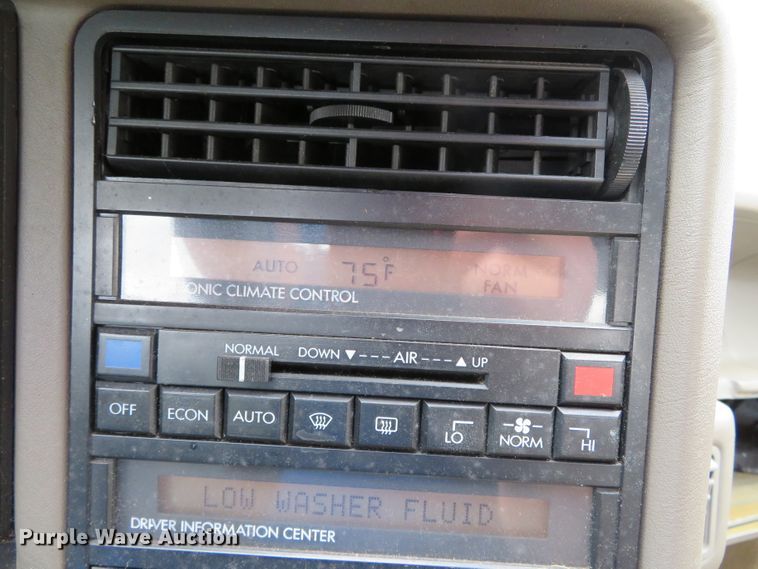 AUTO 75°F NORM FAN
ONIC CLIMATE CONTROL
NORMAL DOWN ▼ --- AIR --- ▲ UP
OFF ECON AUTO LO NORM HI
LOW WASHER FLUID
DRIVER INFORMATION CENTER
Purple Wave Auction